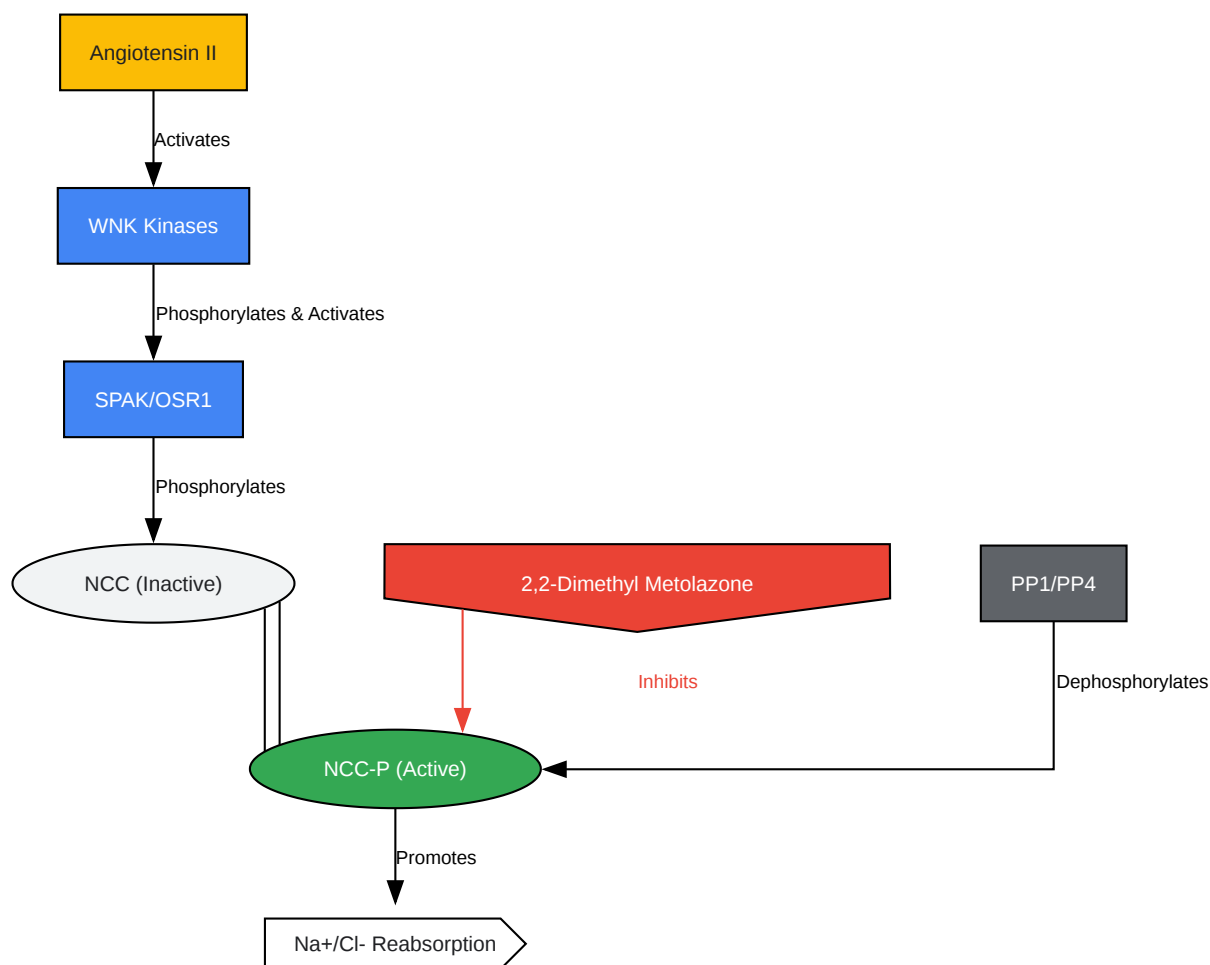 Angiotensin II
Activates
WNK Kinases
Phosphorylates & Activates
SPAK/OSR1
Phosphorylates
NCC (Inactive)
2,2-Dimethyl Metolazone
PP1/PP4
Inhibits
Dephosphorylates
NCC-P (Active)
Promotes
Na+/Cl- Reabsorption